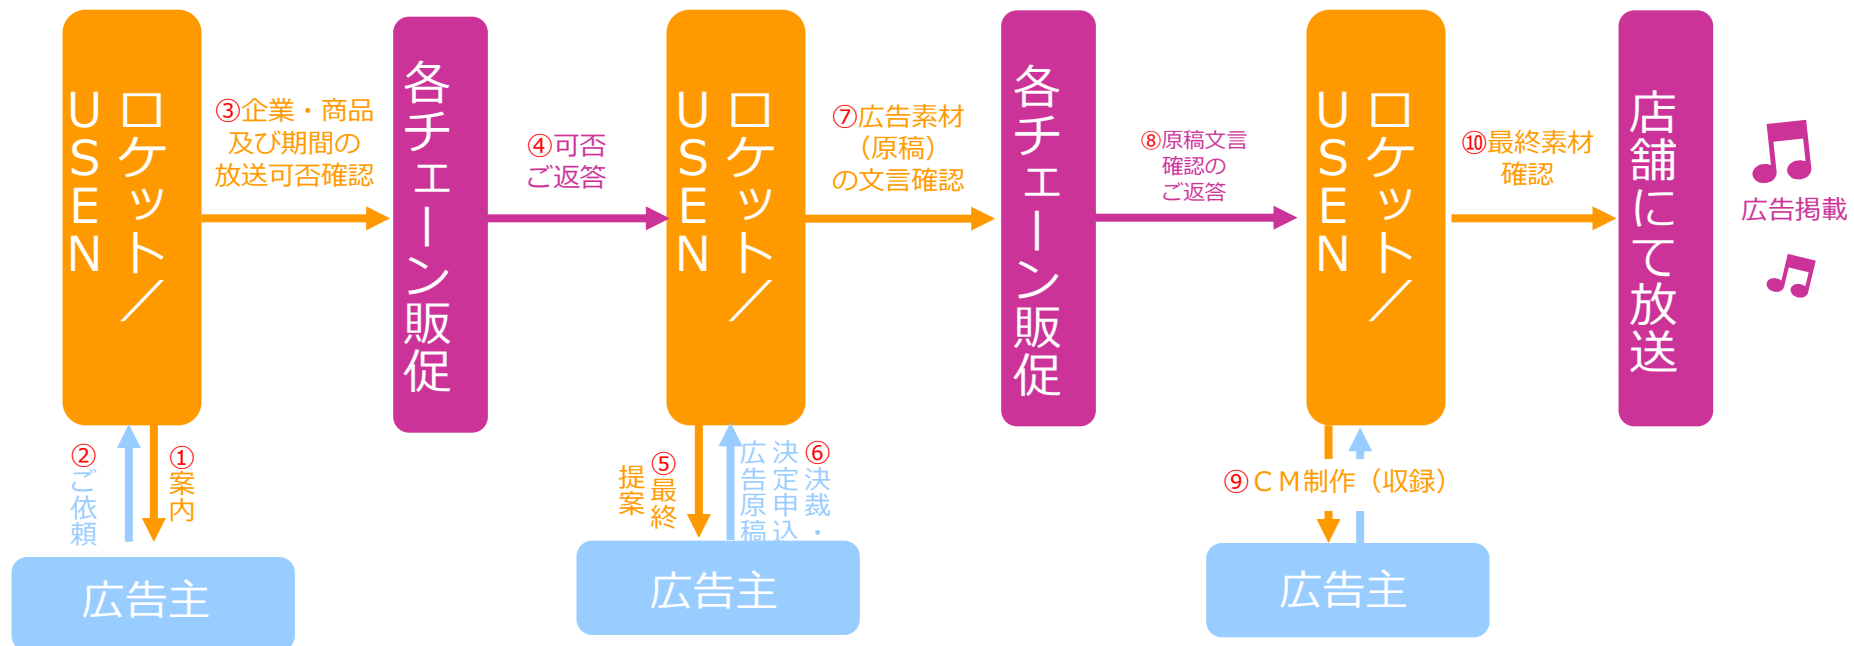 ロケット／
USEN
③企業・商品
及び期間の
放送可否確認
各チェーン販促
④可否
ご返答
ロケット／
USEN
⑦広告素材
（原稿）
の文言確認
各チェーン販促
⑧原稿文言
確認の
ご返答
ロケット／
USEN
⑩最終素材
確認
店舗にて放送
広告掲載
①案内
②ご依頼
広告主
⑤最終
提案
⑥決裁・
決定申込
広告原稿
広告主
⑨ＣＭ制作（収録）
広告主